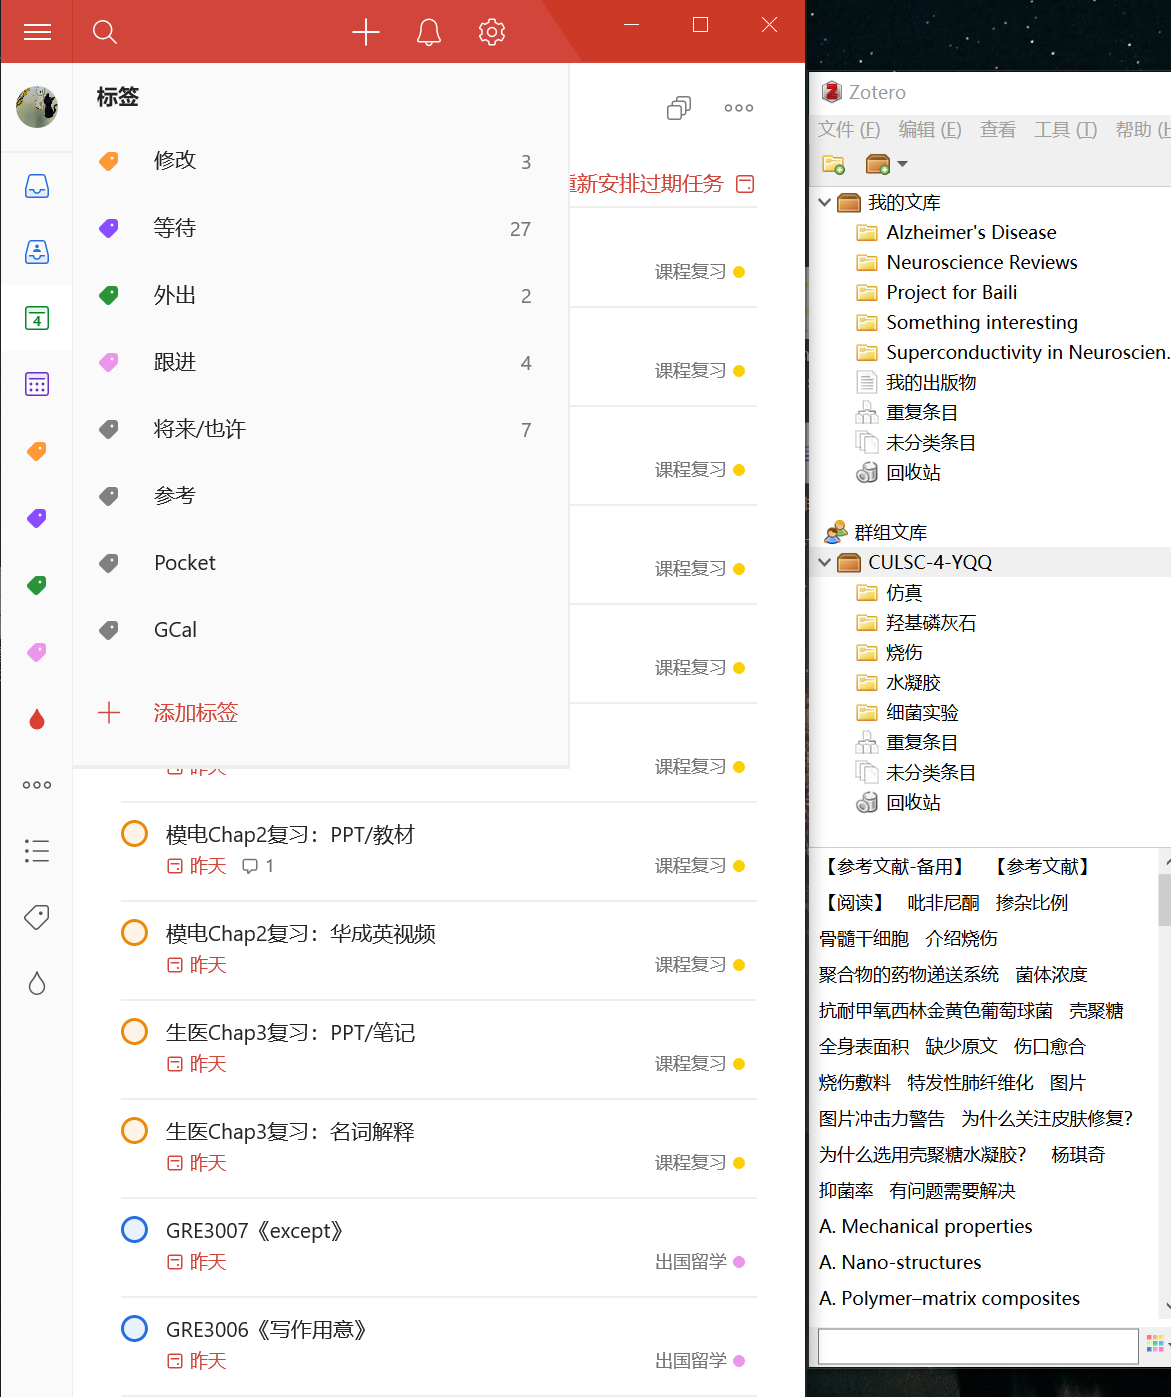 标签
修改 3
等待 27
外出 2
跟进 4
将来/也许 7
参考
Pocket
GCal
添加标签
4
重新安排过期任务
课程复习
课程复习
课程复习
课程复习
课程复习
昨天 课程复习
模电Chap2复习：PPT/教材
昨天 1 课程复习
模电Chap2复习：华成英视频
昨天 课程复习
生医Chap3复习：PPT/笔记
昨天 课程复习
生医Chap3复习：名词解释
昨天 课程复习
GRE3007《except》
昨天 出国留学
GRE3006《写作用意》
昨天 出国留学
Zotero
文件 (F) 编辑 (E) 查看 工具 (T) 帮助 (H
我的文库
Alzheimer's Disease
Neuroscience Reviews
Project for Baili
Something interesting
Superconductivity in Neuroscien.
我的出版物
重复条目
未分类条目
回收站
群组文库
CULSC-4-YQQ
仿真
羟基磷灰石
烧伤
水凝胶
细菌实验
重复条目
未分类条目
回收站
【参考文献-备用】 【参考文献】
【阅读】 吡非尼酮 掺杂比例
骨髓干细胞 介绍烧伤
聚合物的药物递送系统 菌体浓度
抗耐甲氧西林金黄色葡萄球菌 壳聚糖
全身表面积 缺少原文 伤口愈合
烧伤敷料 特发性肺纤维化 图片
图片冲击力警告 为什么关注皮肤修复？
为什么选用壳聚糖水凝胶？ 杨琪奇
抑菌率 有问题需要解决
A. Mechanical properties
A. Nano-structures
A. Polymer–matrix composites